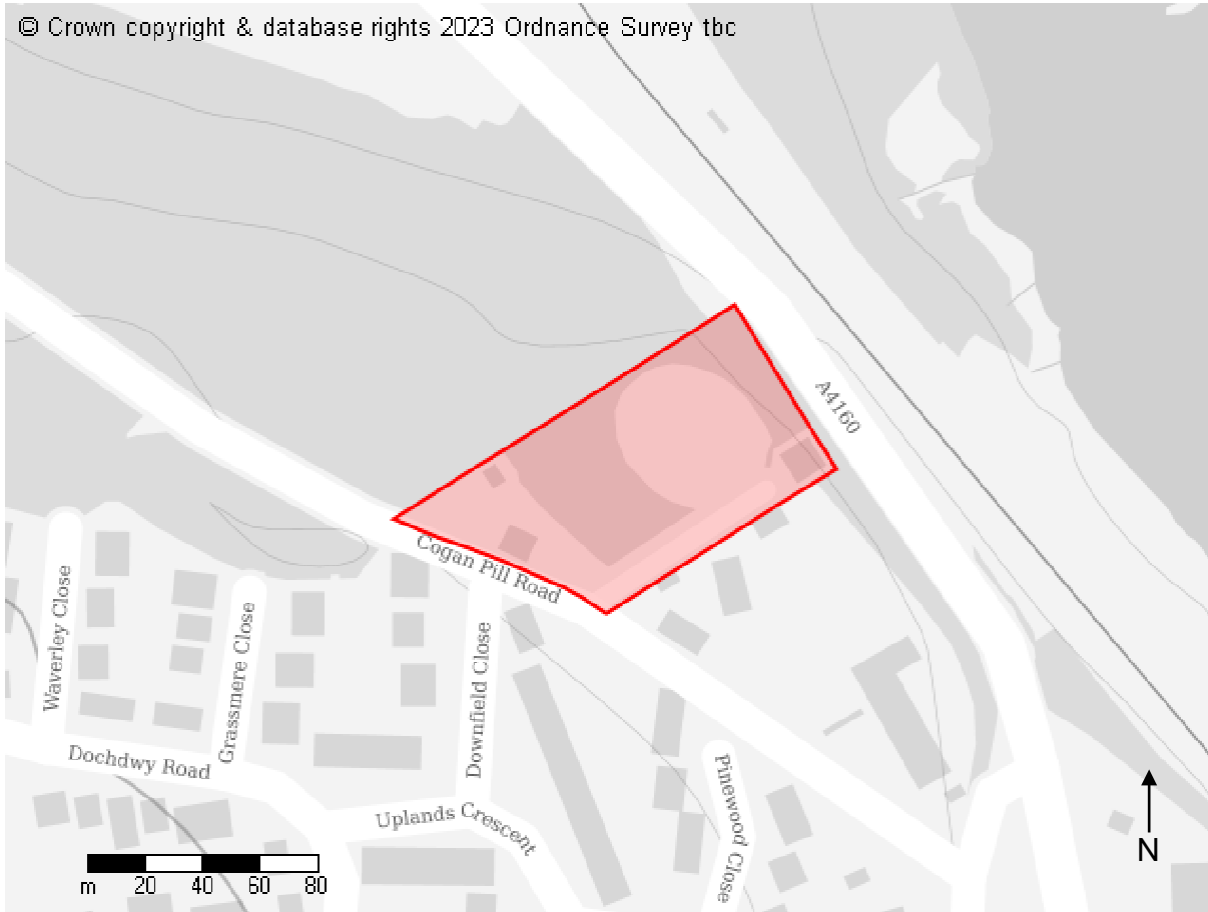 © Crown copyright & database rights 2023 Ordnance Survey tbc
A4160
Cogan Pill Road
Waverley Close
Grassmere Close
Downfield Close
Dochdwy Road
Uplands Crescent
Pinewood Close
m 20 40 60 80
N